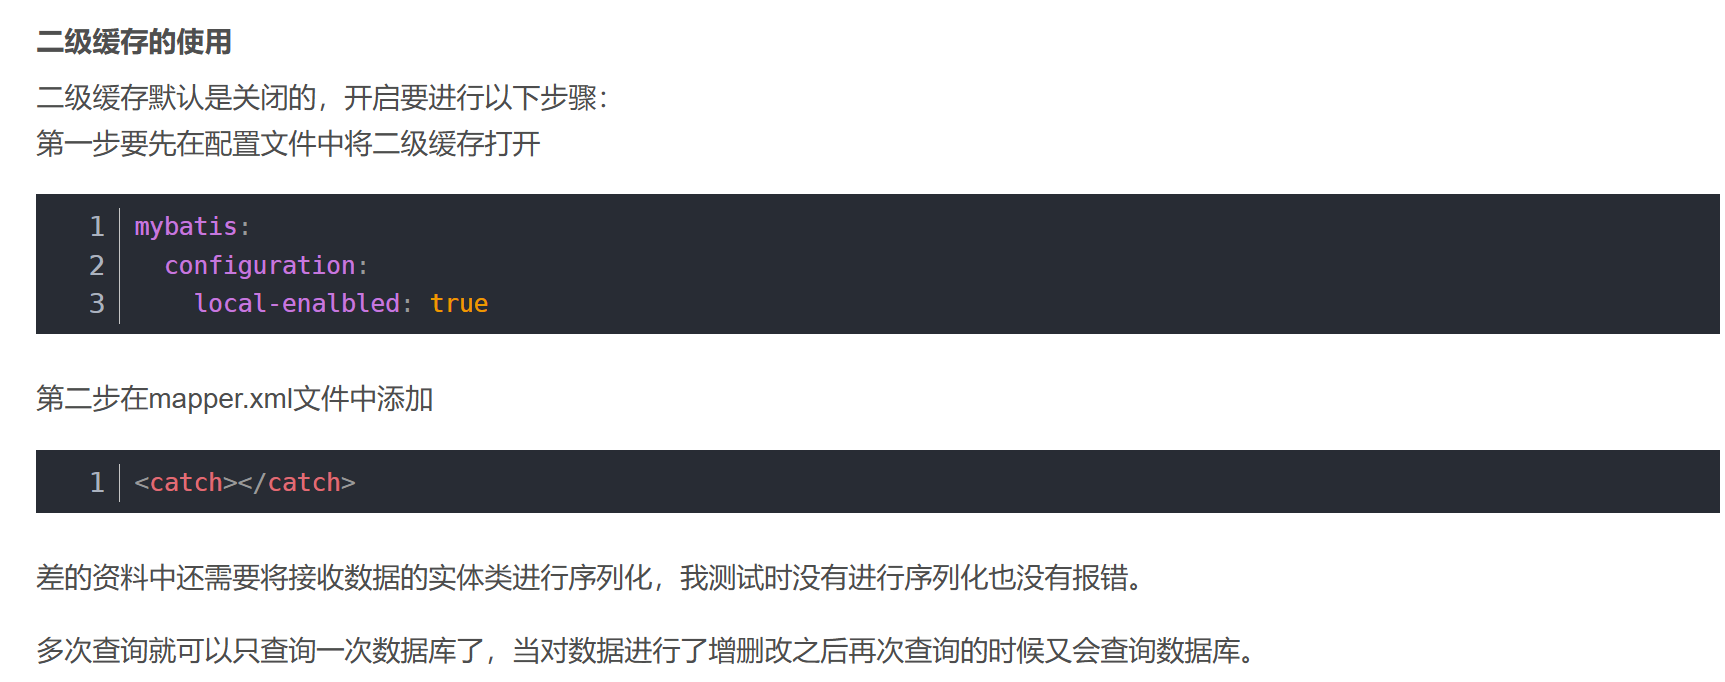 二级缓存的使用
二级缓存默认是关闭的，开启要进行以下步骤：
第一步要先在配置文件中将二级缓存打开
1 mybatis:
2 configuration:
3 local-enalbled: true
第二步在mapper.xml文件中添加
1 <catch></catch>
差的资料中还需要将接收数据的实体类进行序列化，我测试时没有进行序列化也没有报错。
多次查询就可以只查询一次数据库了，当对数据进行了增删改之后再次查询的时候又会查询数据库。